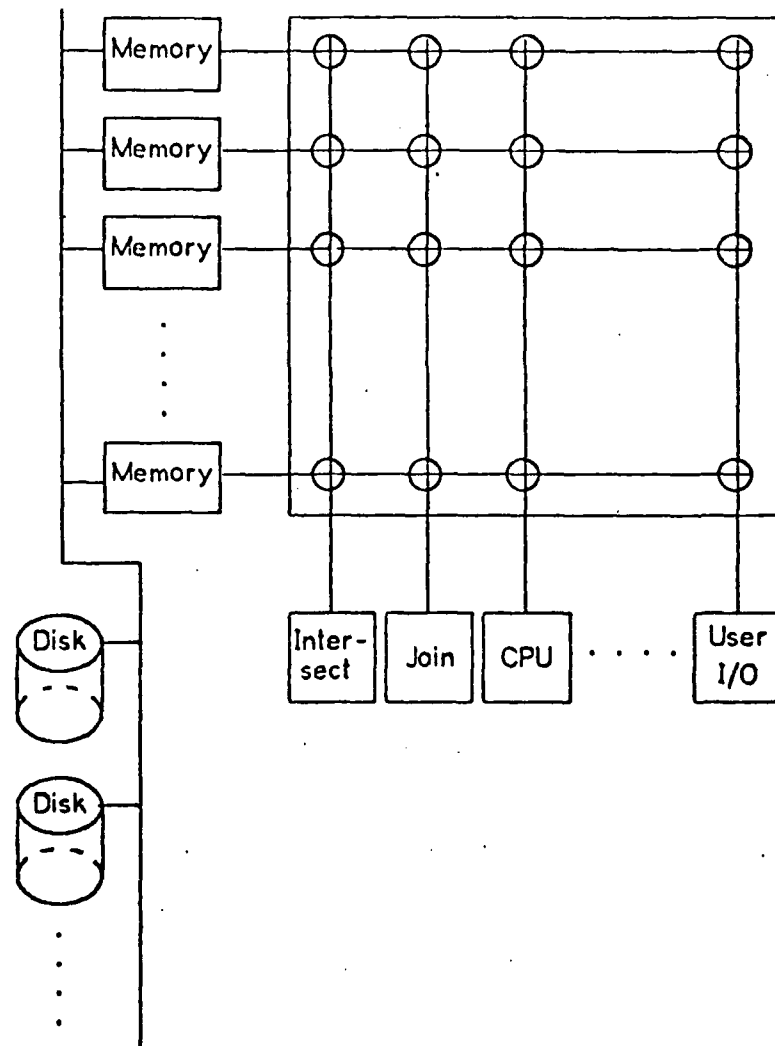 Memory
Memory
Memory
Memory
Inter-
sect
Join
CPU
User
I/O
Disk
Disk